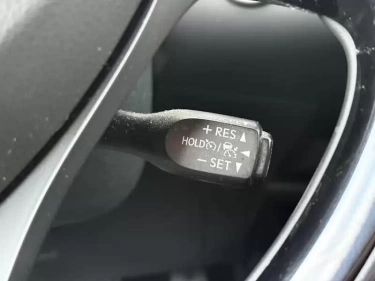 + RES ▲
HOLD / ◄
− SET ▼